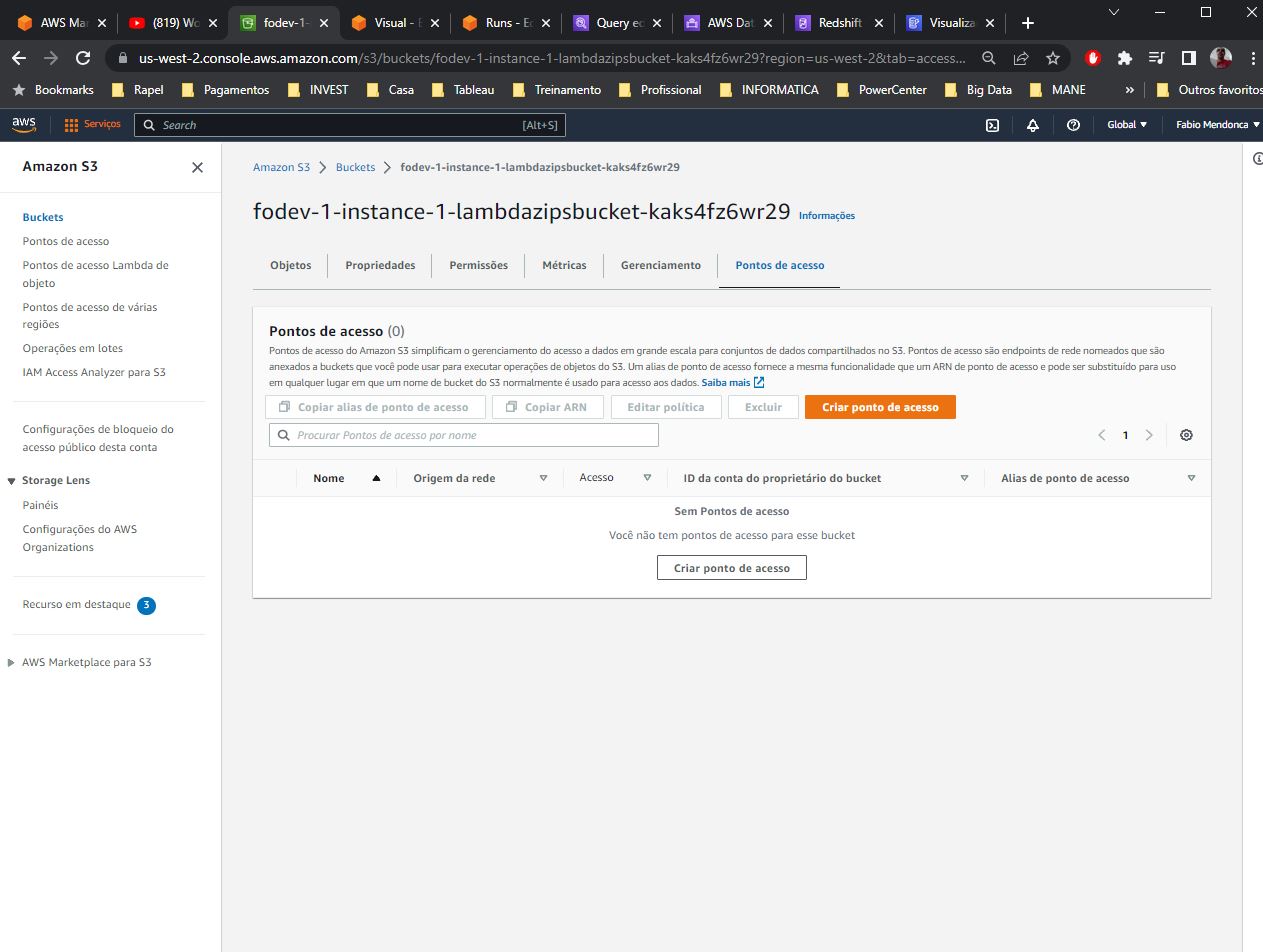 AWS Mar
(819) Wo
fodev-1-
Visual - E
Runs - Ec
Query ed
AWS Dat
Redshift
Visualiza
us-west-2.console.aws.amazon.com/s3/buckets/fodev-1-instance-1-lambdazipsbucket-kaks4fz6wr29?region=us-west-2&tab=access...
Bookmarks Rapel Pagamentos INVEST Casa Tableau Treinamento Profissional INFORMATICA PowerCenter Big Data MANE » Outros favoritos
aws Serviços Search [Alt+S] Global Fabio Mendonca
Amazon S3
Buckets
Pontos de acesso
Pontos de acesso Lambda de
objeto
Pontos de acesso de várias
regiões
Operações em lotes
IAM Access Analyzer para S3
Configurações de bloqueio do
acesso público desta conta
Storage Lens
Painéis
Configurações do AWS
Organizations
Recurso em destaque 3
AWS Marketplace para S3
Amazon S3 > Buckets > fodev-1-instance-1-lambdazipsbucket-kaks4fz6wr29
fodev-1-instance-1-lambdazipsbucket-kaks4fz6wr29 Informações
Objetos Propriedades Permissões Métricas Gerenciamento Pontos de acesso
Pontos de acesso (0)
Pontos de acesso do Amazon S3 simplificam o gerenciamento do acesso a dados em grande escala para conjuntos de dados compartilhados no S3. Pontos de acesso são endpoints de rede nomeados que são
anexados a buckets que você pode usar para executar operações de objetos do S3. Um alias de ponto de acesso fornece a mesma funcionalidade que um ARN de ponto de acesso e pode ser substituído para uso
em qualquer lugar em que um nome de bucket do S3 normalmente é usado para acesso aos dados. Saiba mais
Copiar alias de ponto de acesso Copiar ARN Editar política Excluir Criar ponto de acesso
Procurar Pontos de acesso por nome
1
Nome Origem da rede Acesso ID da conta do proprietário do bucket Alias de ponto de acesso
Sem Pontos de acesso
Você não tem pontos de acesso para esse bucket
Criar ponto de acesso